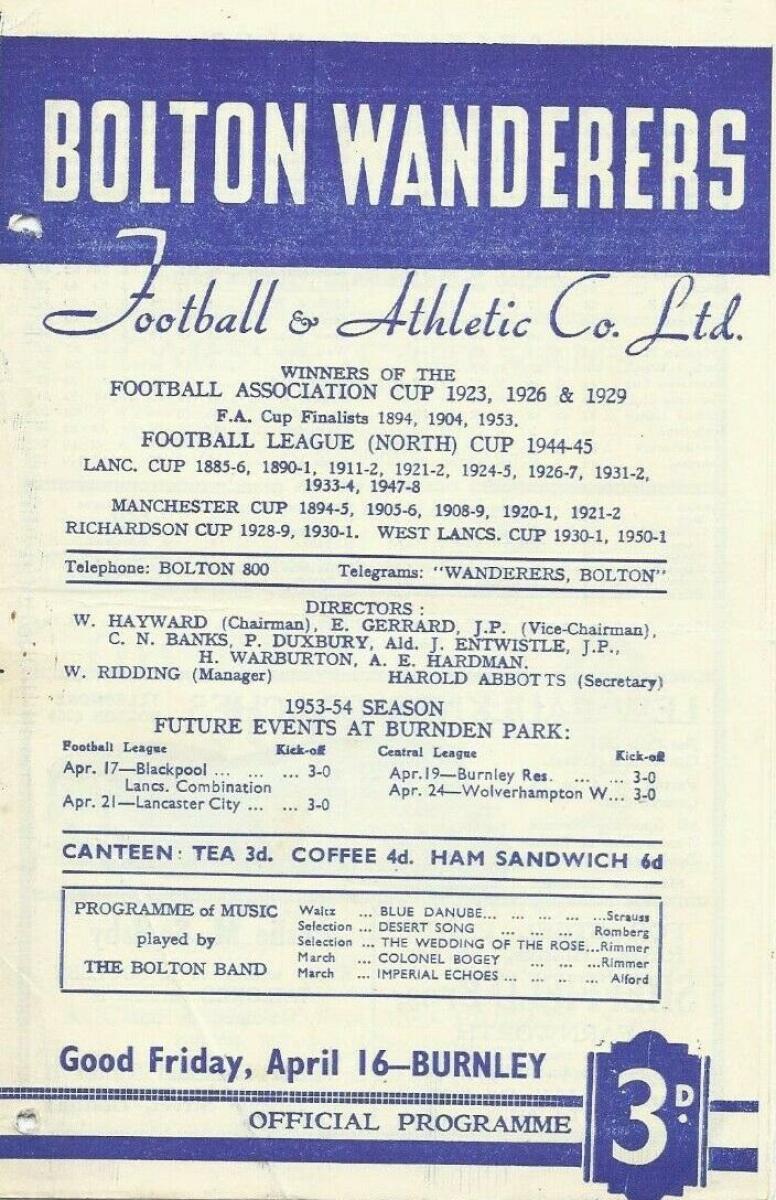 BOLTON WANDERERS
Football & Athletic Co. Ltd.
WINNERS OF THE
FOOTBALL ASSOCIATION CUP 1923, 1926 & 1929
F.A. Cup Finalists 1894, 1904, 1953.
FOOTBALL LEAGUE (NORTH) CUP 1944-45
LANC. CUP 1885-6, 1890-1, 1911-2, 1921-2, 1924-5, 1926-7, 1931-2,
1933-4, 1947-8
MANCHESTER CUP 1894-5, 1905-6, 1908-9, 1920-1, 1921-2
RICHARDSON CUP 1928-9, 1930-1. WEST LANCS. CUP 1930-1, 1950-1
Telephone: BOLTON 800 Telegrams: "WANDERERS, BOLTON"
DIRECTORS :
W. HAYWARD (Chairman), E. GERRARD, J.P. (Vice-Chairman),
C. N. BANKS, P. DUXBURY, Ald. J. ENTWISTLE, J.P.,
H. WARBURTON, A. E. HARDMAN.
W. RIDDING (Manager) HAROLD ABBOTTS (Secretary)
1953-54 SEASON
FUTURE EVENTS AT BURNDEN PARK:
Football League Kick-off
Apr. 17—Blackpool ... ... ... 3-0
Lancs. Combination
Apr. 21—Lancaster City ... ... 3-0
Central League Kick-off
Apr.19—Burnley Res. ... ... 3-0
Apr. 24—Wolverhampton W... 3-0
CANTEEN: TEA 3d. COFFEE 4d. HAM SANDWICH 6d
PROGRAMME of MUSIC
played by
THE BOLTON BAND
Waltz ... BLUE DANUBE... ... ... ... ...Strauss
Selection ... DESERT SONG ... ... ... Romberg
Selection ... THE WEDDING OF THE ROSE...Rimmer
March ... COLONEL BOGEY ... ... ...Rimmer
March ... IMPERIAL ECHOES ... ... ... ... Alford
Good Friday, April 16—BURNLEY
OFFICIAL PROGRAMME
3D.